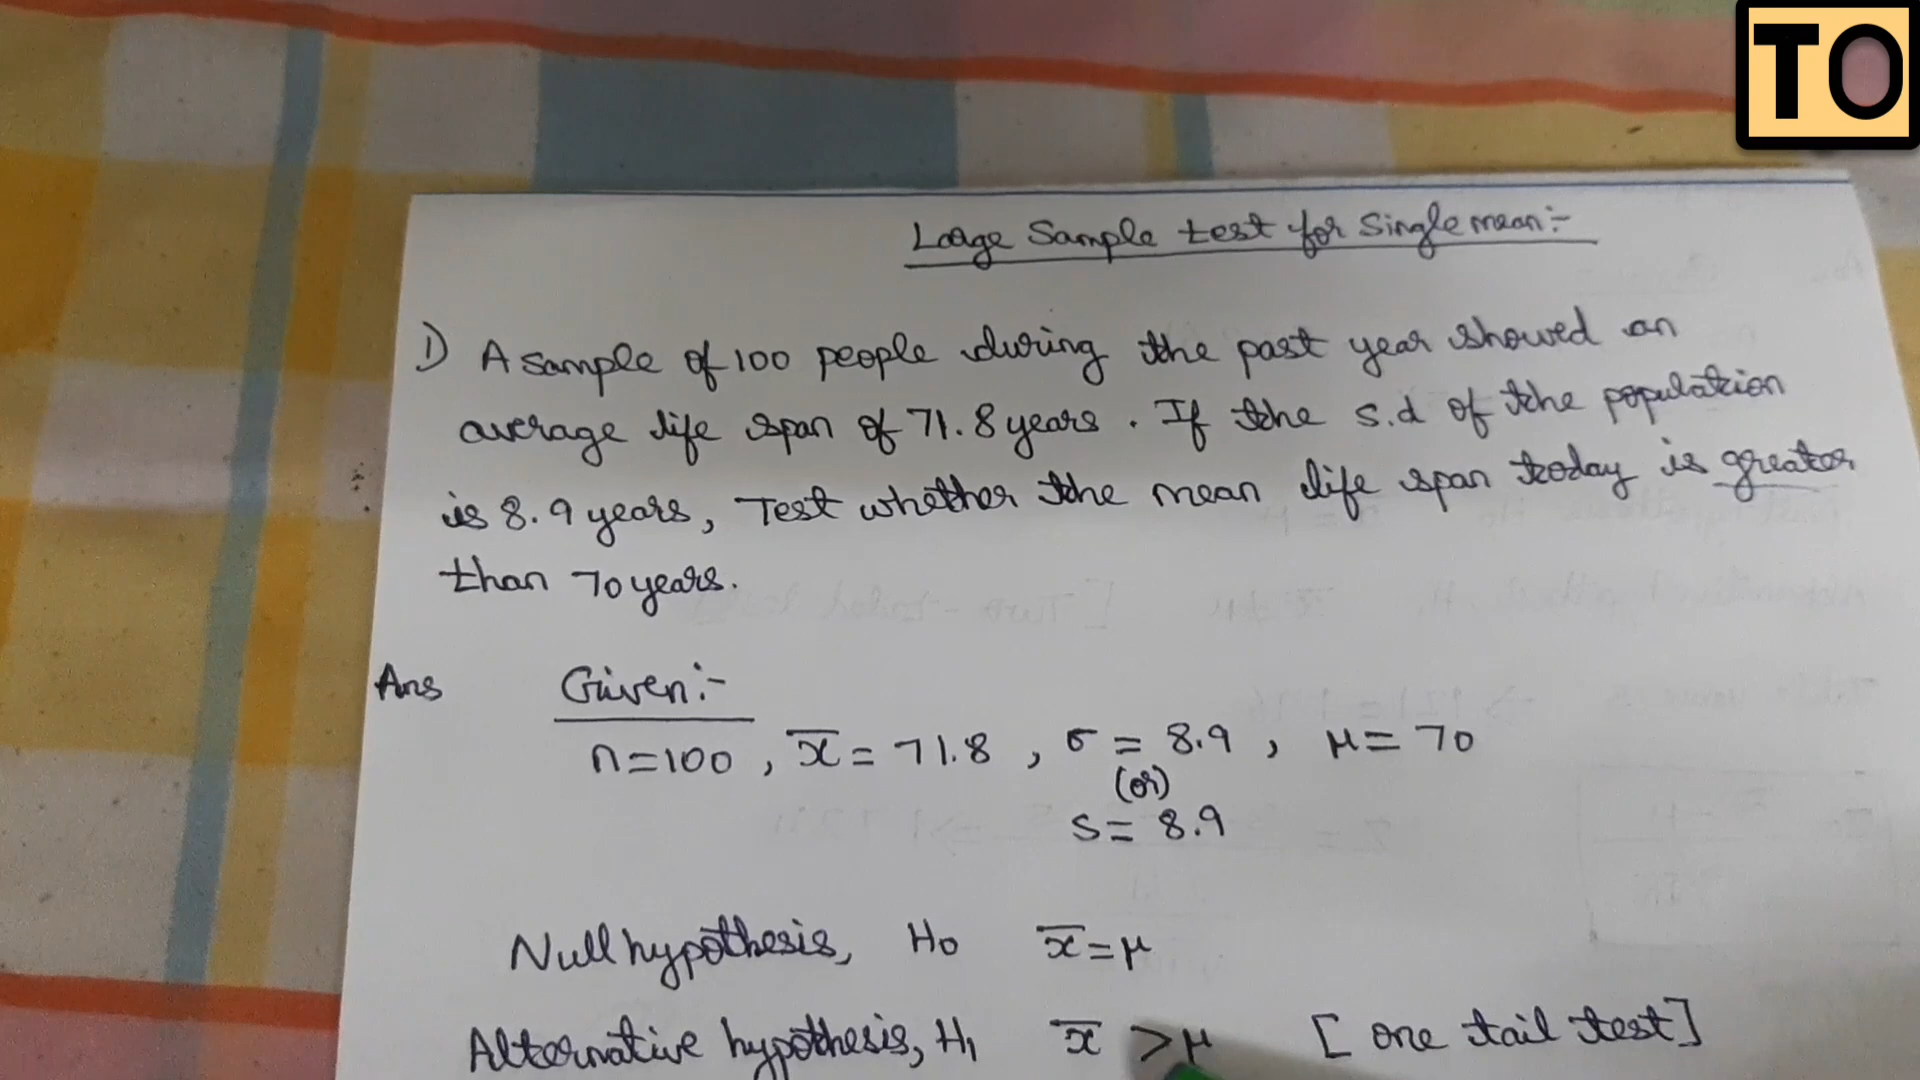 TO
Large Sample test for Single mean:-
1) A sample of 100 people during the past year showed an
average life span of 71.8 years. If the s.d of the population
is 8.9 years, Test whether the mean life span today is greater
than 70 years.
Ans Given:-
n=100, x̄ = 71.8, σ = 8.9, μ = 70
(or)
s = 8.9
Null hypothesis, H₀ x̄ = μ
Alternative hypothesis, H₁ x̄ > μ [one tail test]